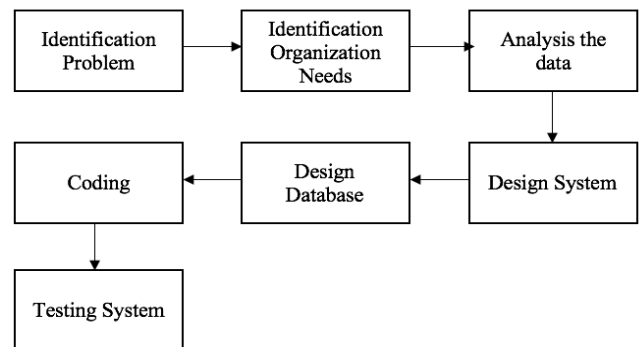 Identification
Problem
Identification
Organization
Needs
Analysis the
data
Design System
Design
Database
Coding
Testing System